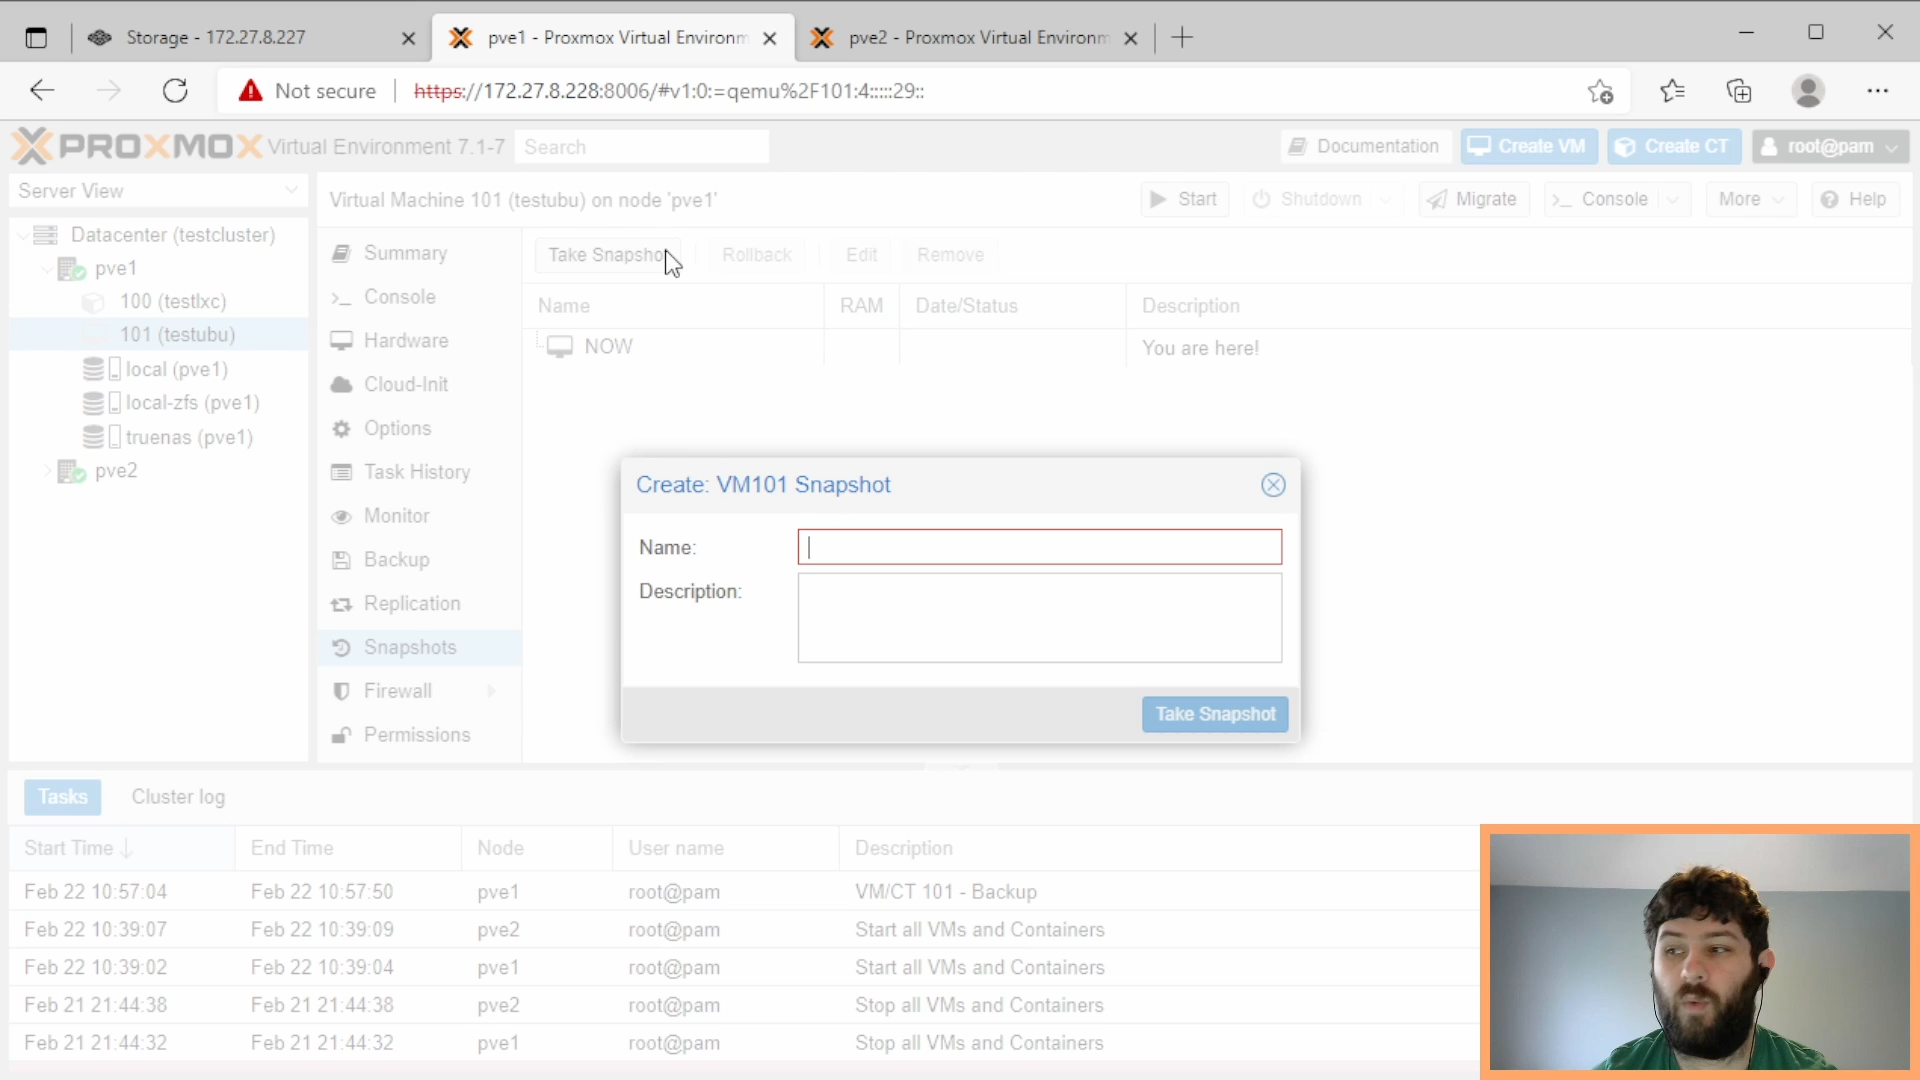 Storage - 172.27.8.227
pve1 - Proxmox Virtual Environm
pve2 - Proxmox Virtual Environm
Not secure
https://172.27.8.228:8006/#v1:0:=qemu%2F101:4:::::29::
PROXMOX Virtual Environment 7.1-7
Search
Documentation
Create VM
Create CT
root@pam
Server View
Virtual Machine 101 (testubu) on node 'pve1'
Start
Shutdown
Migrate
Console
More
Help
Datacenter (testcluster)
pve1
100 (testlxc)
101 (testubu)
local (pve1)
local-zfs (pve1)
truenas (pve1)
pve2
Summary
Console
Hardware
Cloud-Init
Options
Task History
Monitor
Backup
Replication
Snapshots
Firewall
Permissions
Take Snapsho
Rollback
Edit
Remove
Name
RAM
Date/Status
Description
NOW
You are here!
Create: VM101 Snapshot
Name:
Description:
Take Snapshot
Tasks
Cluster log
Start Time
End Time
Node
User name
Description
Feb 22 10:57:04 Feb 22 10:57:50 pve1 root@pam VM/CT 101 - Backup
Feb 22 10:39:07 Feb 22 10:39:09 pve2 root@pam Start all VMs and Containers
Feb 22 10:39:02 Feb 22 10:39:04 pve1 root@pam Start all VMs and Containers
Feb 21 21:44:38 Feb 21 21:44:38 pve2 root@pam Stop all VMs and Containers
Feb 21 21:44:32 Feb 21 21:44:32 pve1 root@pam Stop all VMs and Containers